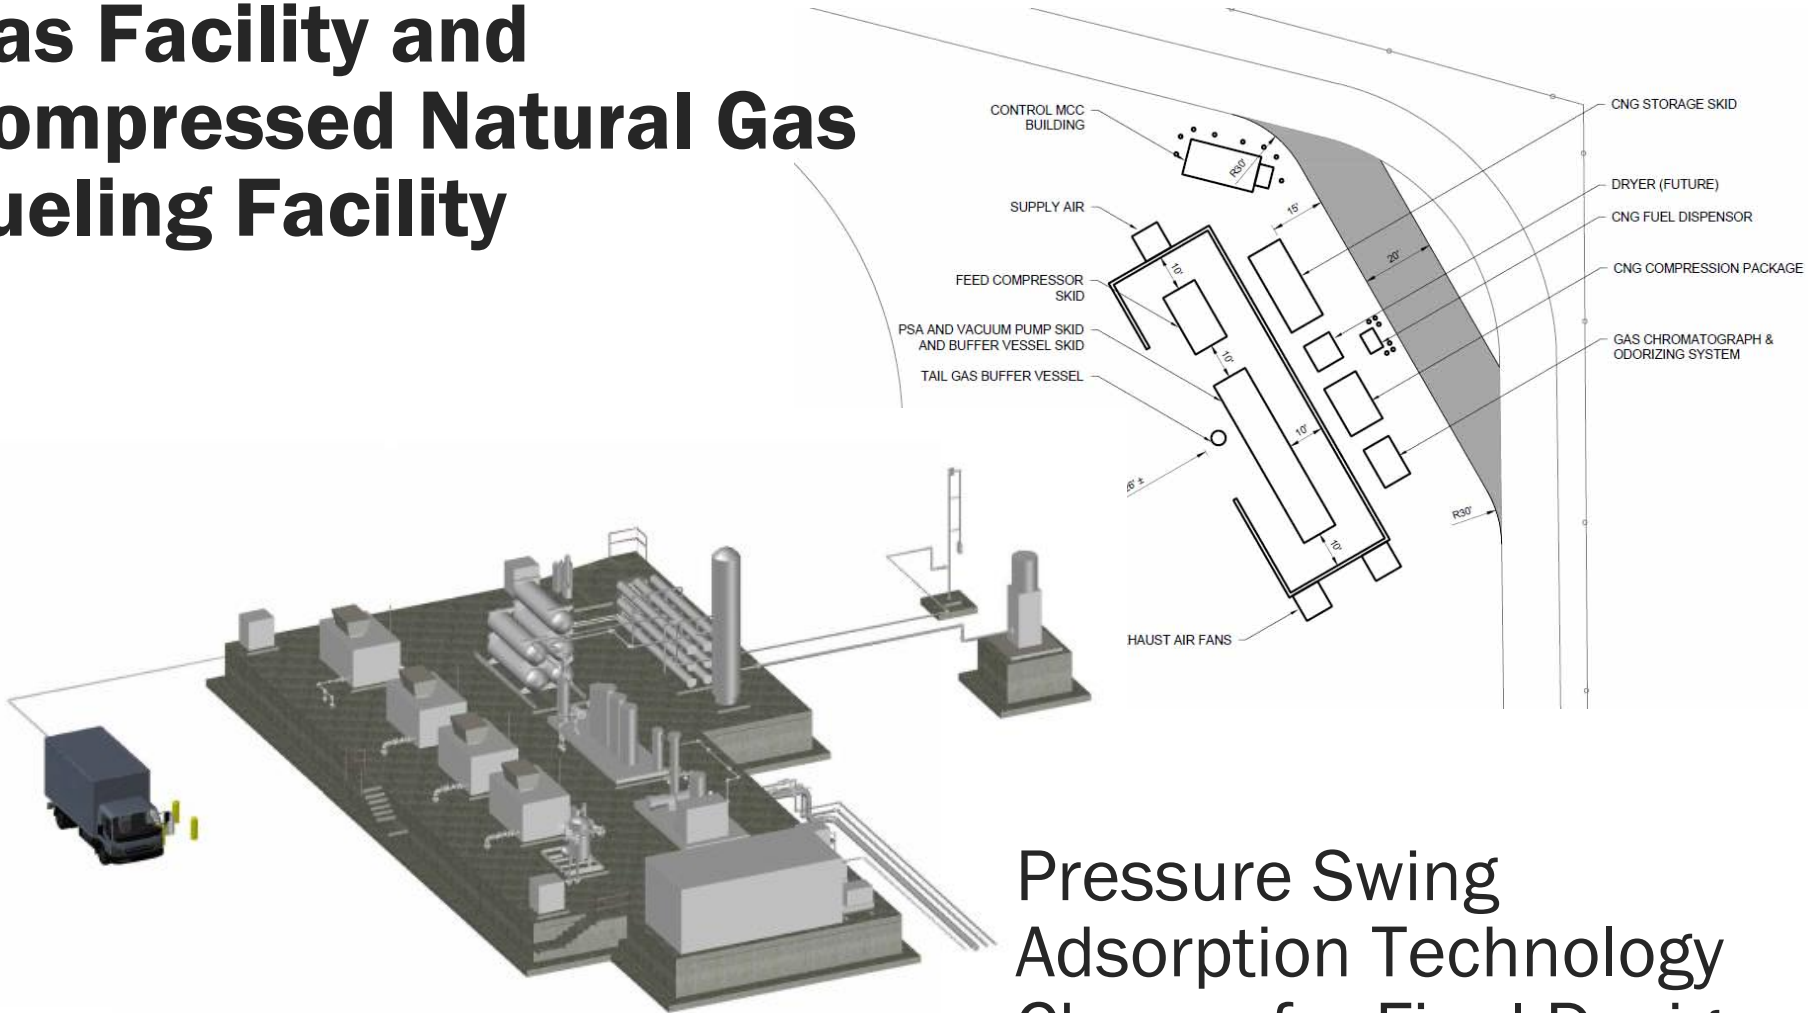 as Facility and
ompressed Natural Gas
ueling Facility
CONTROL MCC
BUILDING
SUPPLY AIR
FEED COMPRESSOR
SKID
PSA AND VACUUM PUMP SKID
AND BUFFER VESSEL SKID
TAIL GAS BUFFER VESSEL
HAUST AIR FANS
R30'
15'
20'
10'
10'
10'
10'
6' ±
R30'
CNG STORAGE SKID
DRYER (FUTURE)
CNG FUEL DISPENSOR
CNG COMPRESSION PACKAGE
GAS CHROMATOGRAPH &
ODORIZING SYSTEM
Pressure Swing
Adsorption Technology